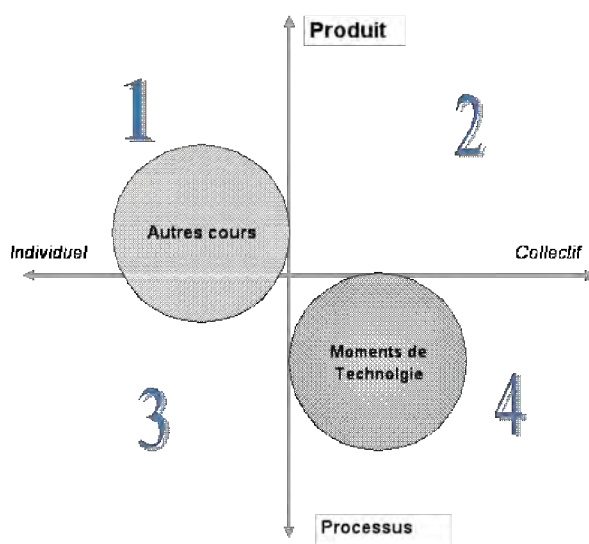 Produit
1
2
Autres cours
Individuel
Collectif
Moments de
Technolgie
3
4
Processus